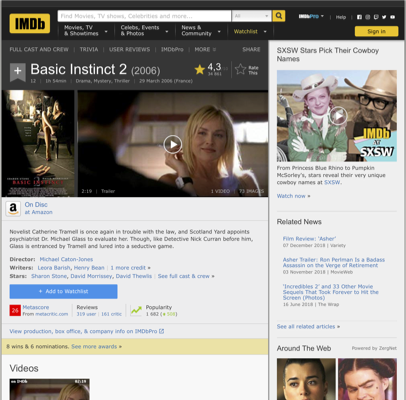 IMDb
Find Movies, TV shows, Celebrities and more...
All
IMDbPro
Help
Movies, TV
& Showtimes
Celebs, Events
& Photos
News &
Community
Watchlist
Sign in
FULL CAST AND CREW | TRIVIA | USER REVIEWS | IMDbPro | MORE
SHARE
Basic Instinct 2 (2006)
4,3
Rate
This
12 | 1h 54min | Drama, Mystery, Thriller | 29 March 2006 (France)
2:19 | Trailer
1 VIDEO | 73 IMAGES
On Disc
at Amazon
Novelist Catherine Tramell is once again in trouble with the law, and Scotland Yard appoints
psychiatrist Dr. Michael Glass to evaluate her. Though, like Detective Nick Curran before him,
Glass is entranced by Tramell and lured into a seductive game.
Director: Michael Caton-Jones
Writers: Leora Barish, Henry Bean | 1 more credit »
Stars: Sharon Stone, David Morrissey, David Thewlis | See full cast & crew »
+ Add to Watchlist
26
Metascore
From metacritic.com
Reviews
319 user | 161 critic
Popularity
View production, box office, & company info on IMDbPro
8 wins & 6 nominations. See more awards »
Videos
SXSW Stars Pick Their Cowboy
Names
IMDb
AT
SXSW
From Princess Blue Rhino to Pumpkin
McSorley's, stars reveal their very unique
cowboy names at SXSW.
Watch now »
Related News
Film Review: 'Asher'
07 December 2018 | Variety
Asher Trailer: Ron Perlman Is a Badass
Assassin on the Verge of Retirement
03 November 2018 | MovieWeb
'Incredibles 2' and 33 Other Movie
Sequels That Took Forever to Hit the
Screen (Photos)
16 June 2018 | The Wrap
See all related articles »
Around The Web
Powered by ZergNet